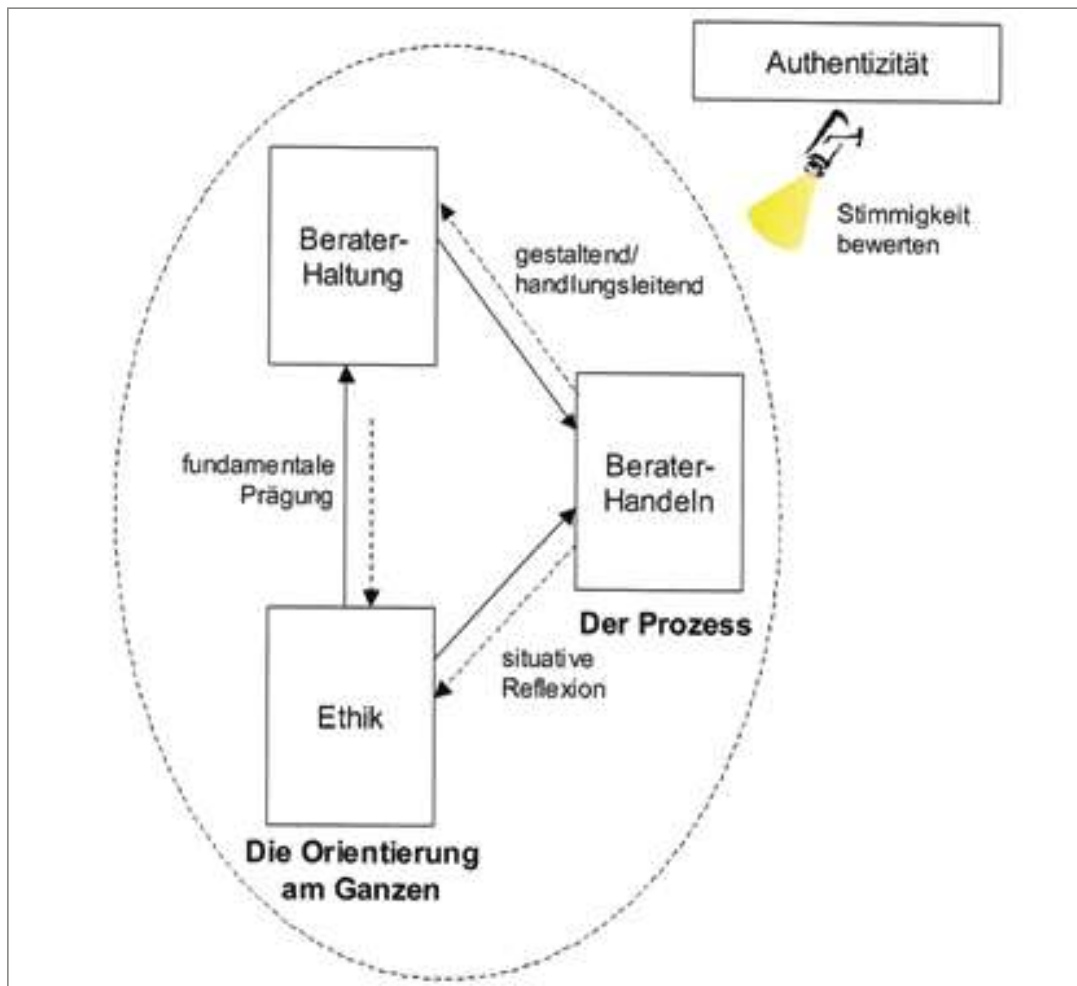 Authentizität
Stimmigkeit
bewerten
Berater-
Haltung
gestaltend/
handlungsleitend
fundamentale
Prägung
Berater-
Handeln
Der Prozess
situative
Reflexion
Ethik
Die Orientierung
am Ganzen